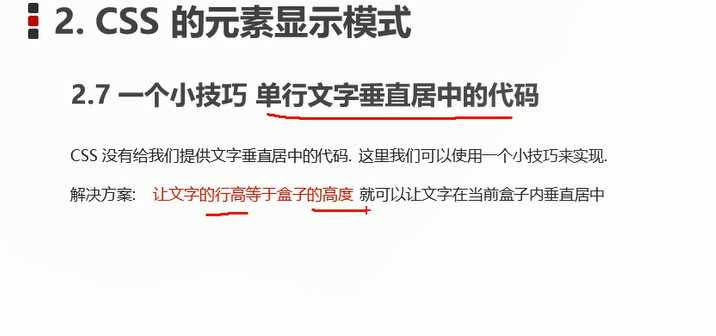 2. CSS 的元素显示模式
2.7 一个小技巧 单行文字垂直居中的代码
CSS 没有给我们提供文字垂直居中的代码. 这里我们可以使用一个小技巧来实现.
解决方案: 让文字的行高等于盒子的高度 就可以让文字在当前盒子内垂直居中